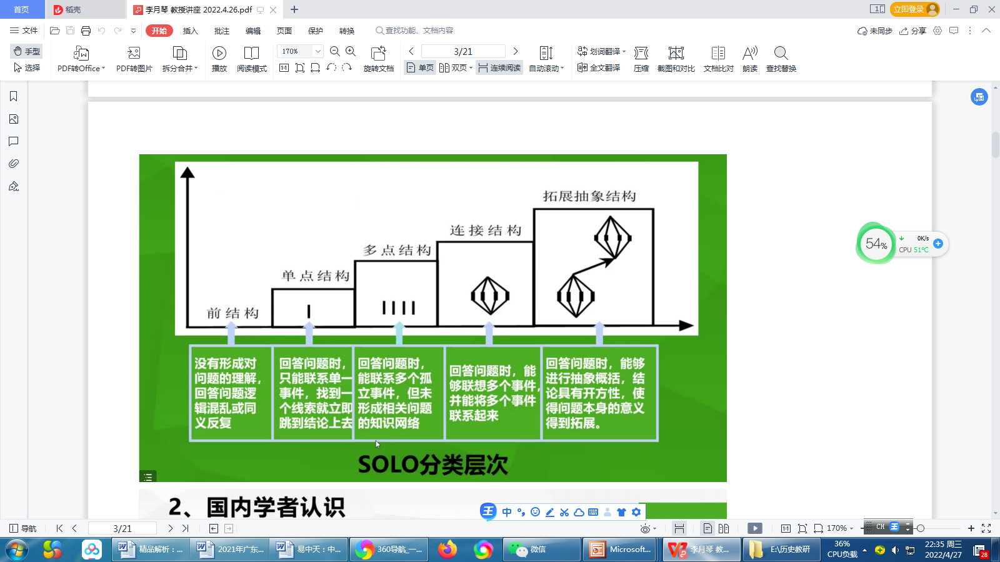 首页
稻壳
李月琴 教授讲座 2022.4.26.pdf
1
立即登录
文件
开始
插入
批注
编辑
页面
保护
转换
查找功能、文档内容
未同步
分享
手型
选择
PDF转Office
PDF转图片
拆分合并
播放
阅读模式
170%
旋转文档
3/21
单页
双页
连续阅读
自动滚动
划词翻译
全文翻译
压缩
截图和对比
文档比对
朗读
查找替换
拓展抽象结构
连接结构
多点结构
单点结构
前结构
没有形成对
问题的理解，
回答问题逻
辑混乱或同
义反复
回答问题时，
只能联系单一
事件，找到一
个线索就立即
跳到结论上去
回答问题时，
能联系多个孤
立事件，但未
形成相关问题
的知识网络
回答问题时，能
够联想多个事件，
并能将多个事件
联系起来
回答问题时，能够
进行抽象概括，结
论具有开方性，使
得问题本身的意义
得到拓展。
SOLO分类层次
2、国内学者认识
54%
0K/s
CPU 51℃
王 中
导航
3/21
170%
CH 王
精品解析：...
2021年广东...
易中天：中...
360导航_一...
微信
Microsoft...
李月琴 教...
E:\历史教研
36%
CPU负载
22:35 周三
2022/4/27
28